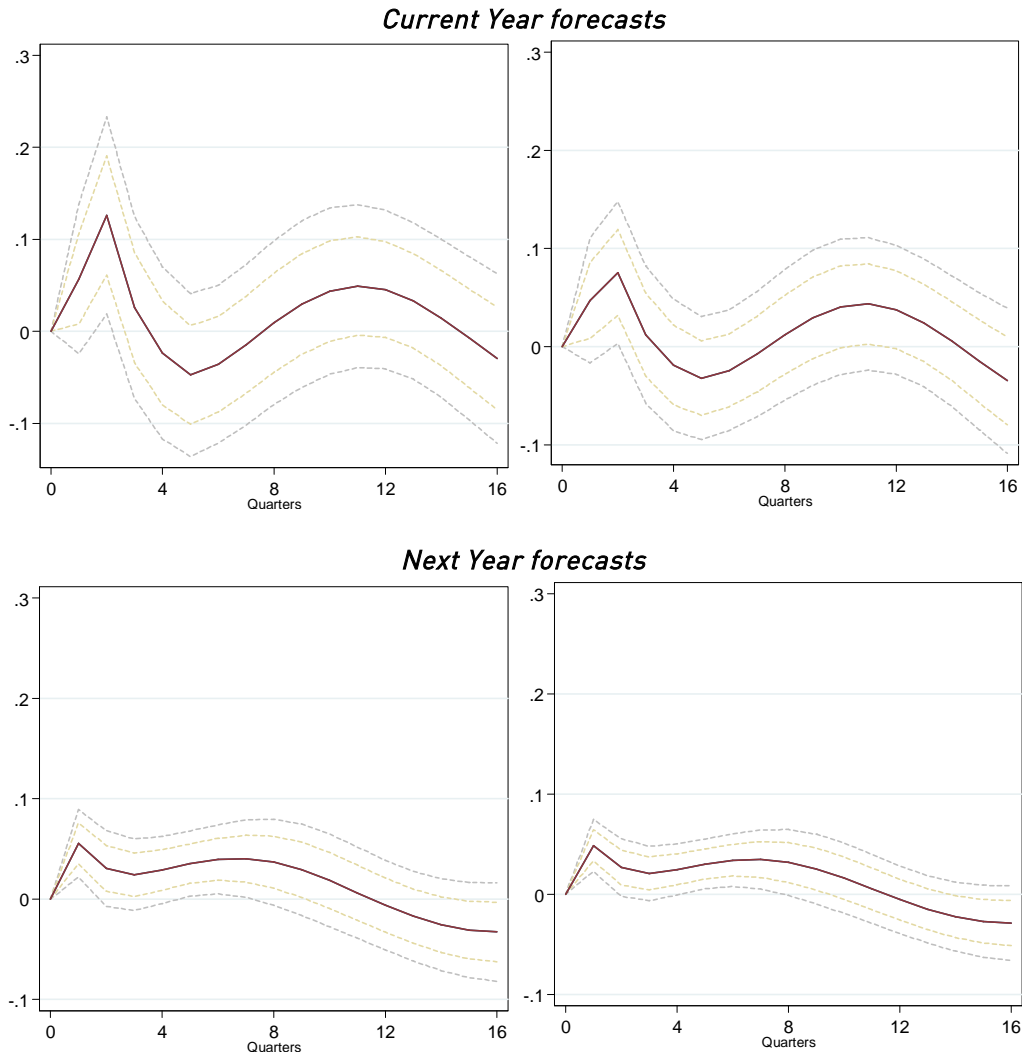 Current Year forecasts
.3
.2
.1
0
-.1
0 4 8 12 16
Quarters
.3
.2
.1
0
-.1
0 4 8 12 16
Quarters
Next Year forecasts
.3
.2
.1
0
-.1
0 4 8 12 16
Quarters
.3
.2
.1
0
-.1
0 4 8 12 16
Quarters